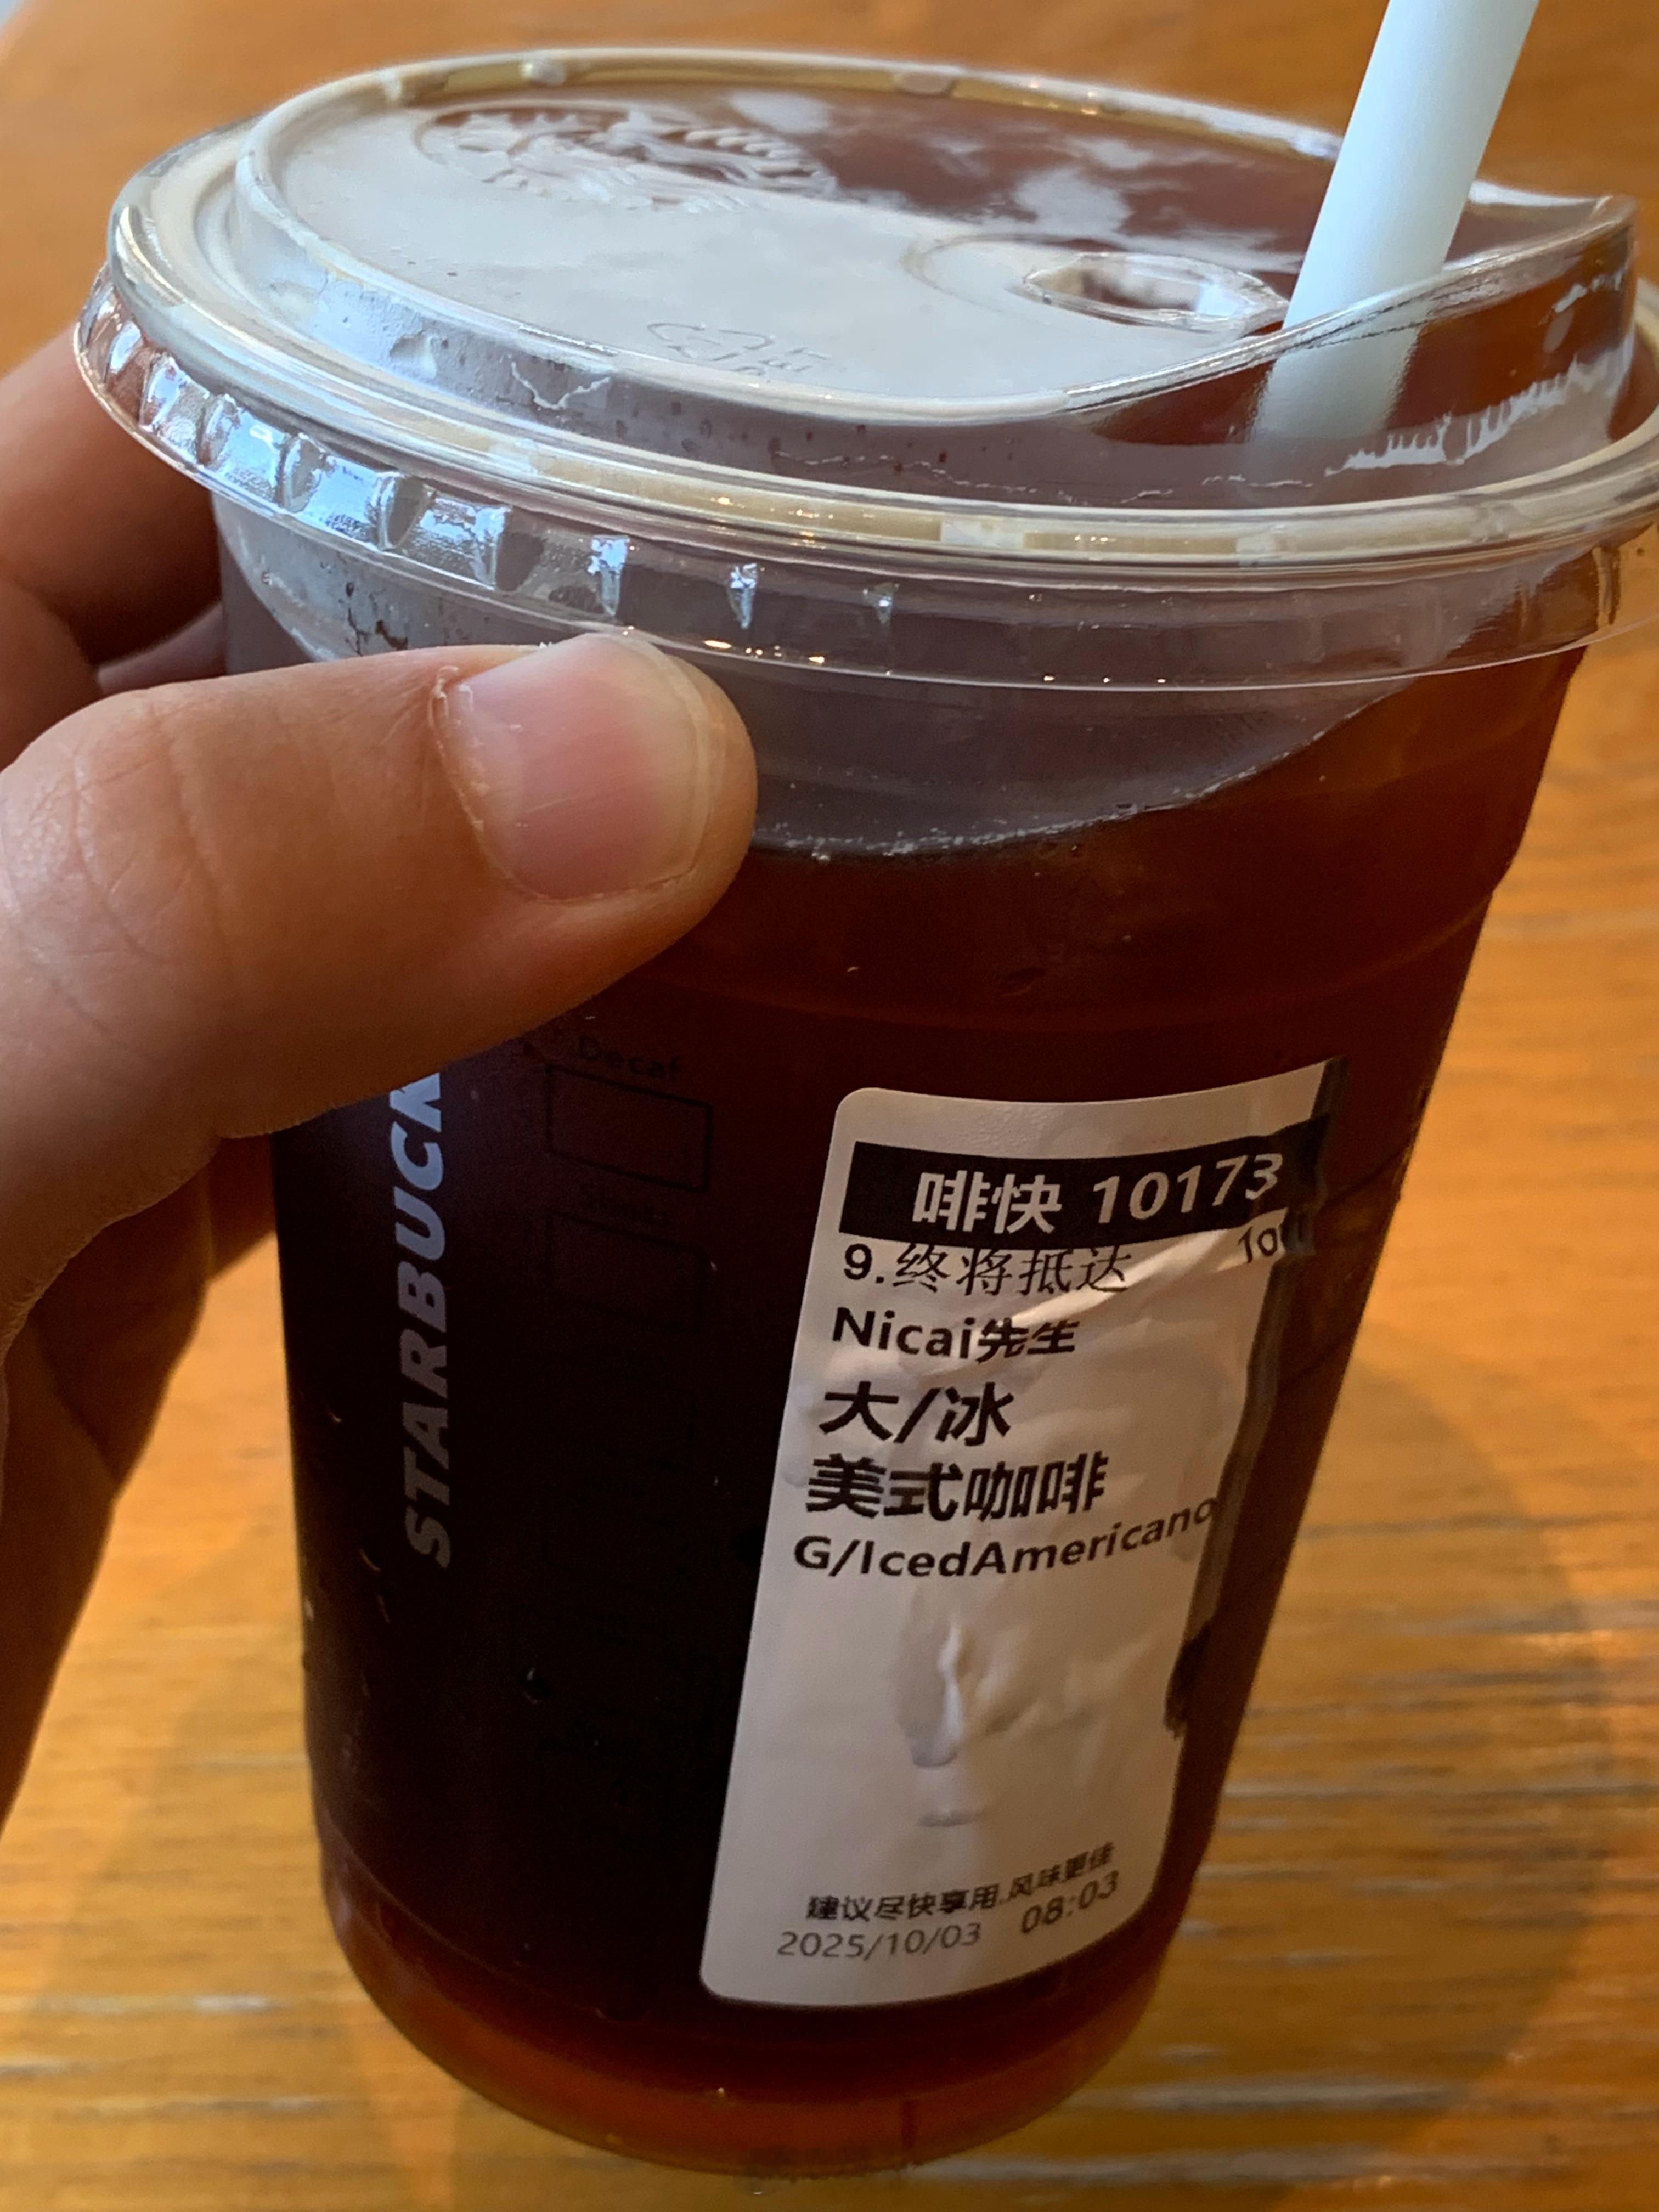 STARBUCK
Decaf
啡快 10173
9.终将抵达
Nicai先生
大/冰
美式咖啡
G/IcedAmericano
建议尽快享用,风味更佳
2025/10/03 08:03